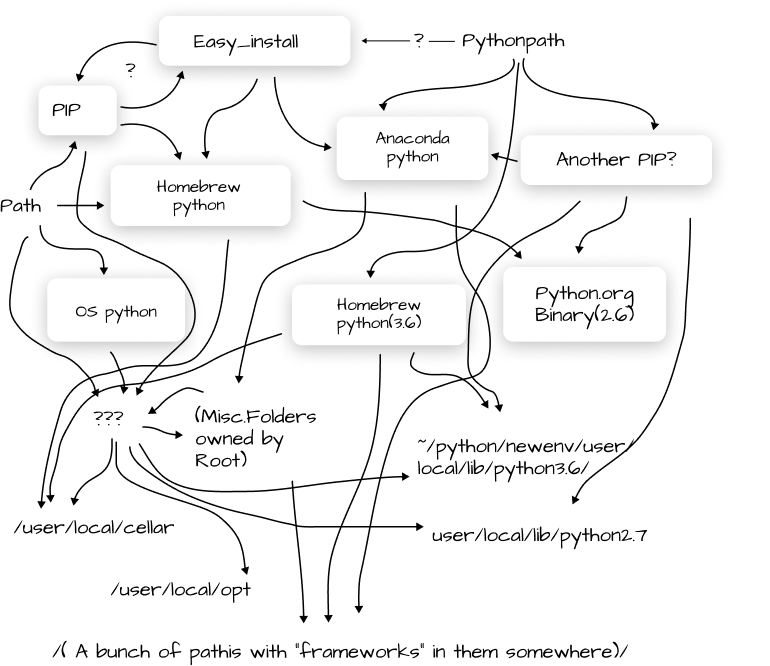 Easy_install
?
Pythonpath
?
PIP
Anaconda
python
Another PIP?
Homebrew
python
Path
OS python
Homebrew
python(3.6)
Python.org
Binary(2.6)
???
(Misc.Folders
owned by
Root)
~/python/newenv/user/
local/lib/python3.6/
/user/local/cellar
user/local/lib/python2.7
/user/local/opt
/( A bunch of pathis with "frameworks" in them somewhere)/